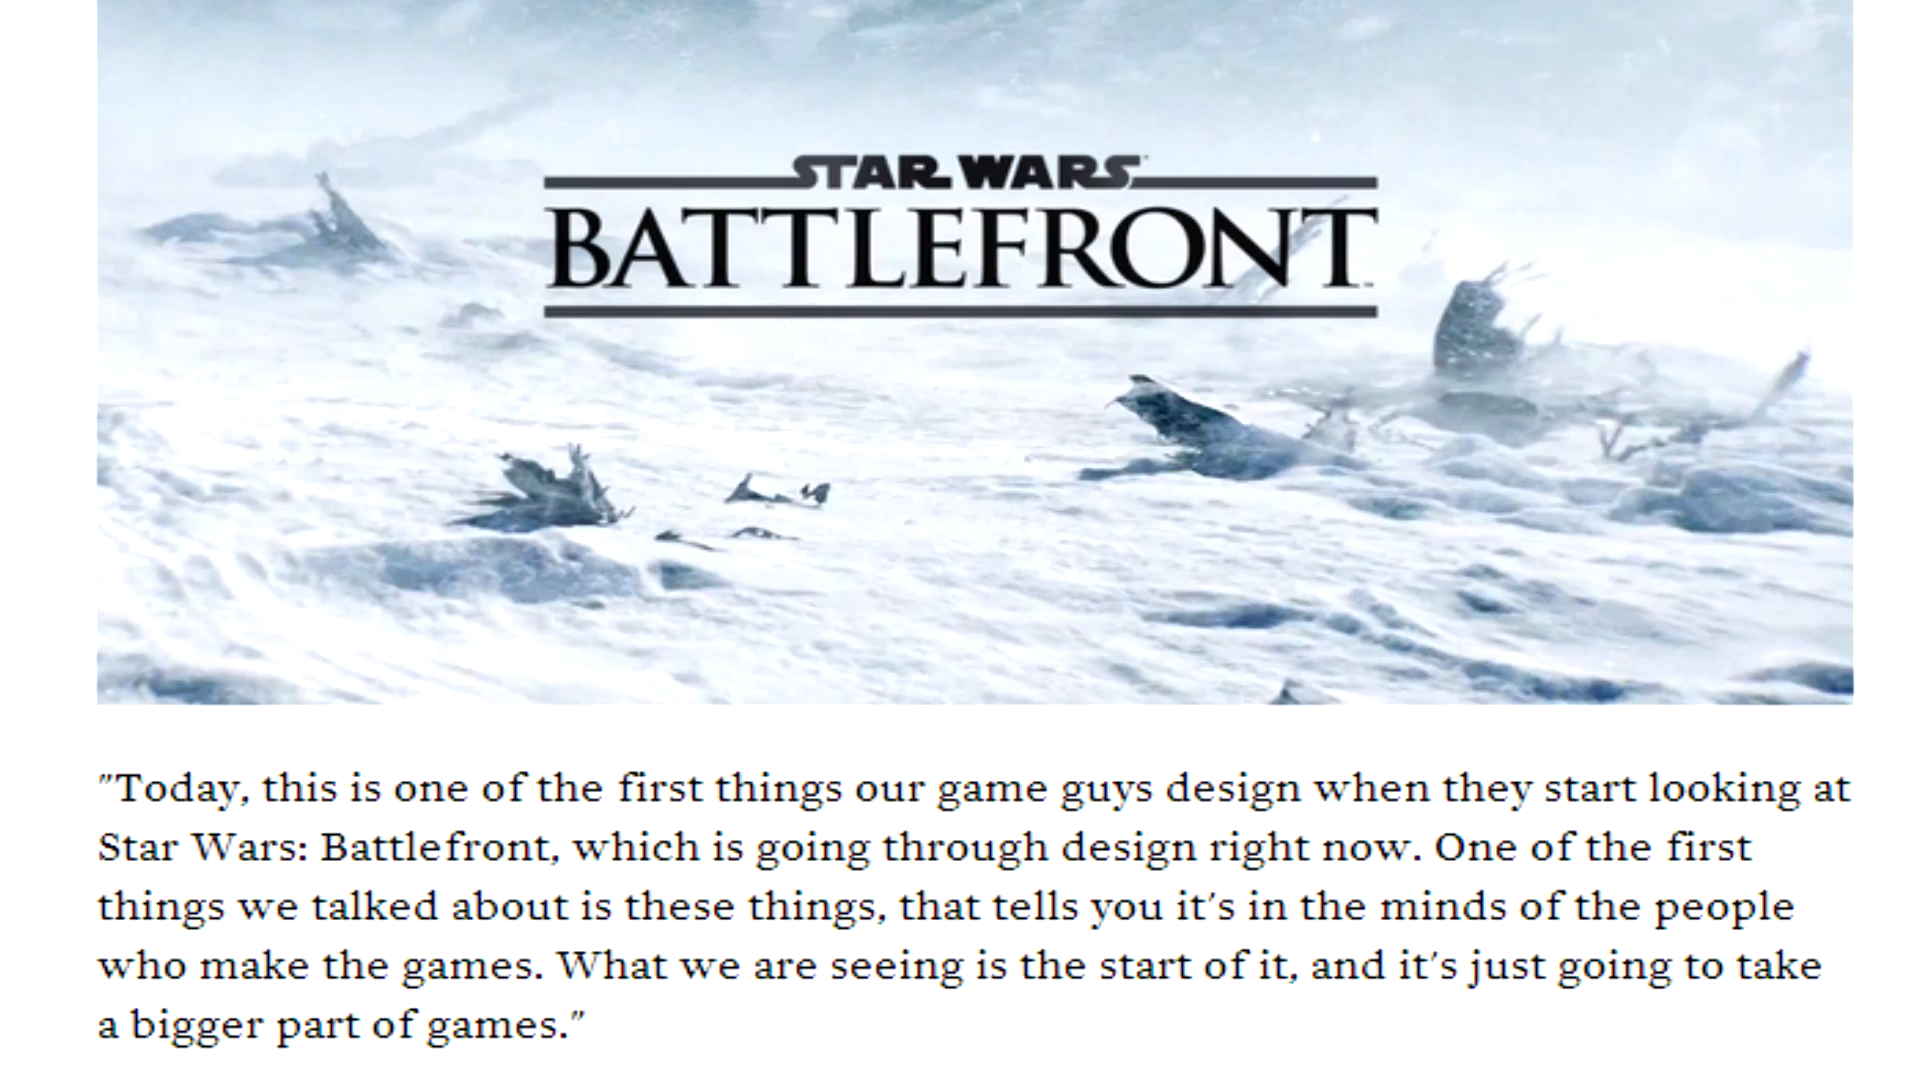 STAR WARS
BATTLEFRONT
"Today, this is one of the first things our game guys design when they start looking at
Star Wars: Battlefront, which is going through design right now. One of the first
things we talked about is these things, that tells you it's in the minds of the people
who make the games. What we are seeing is the start of it, and it's just going to take
a bigger part of games."